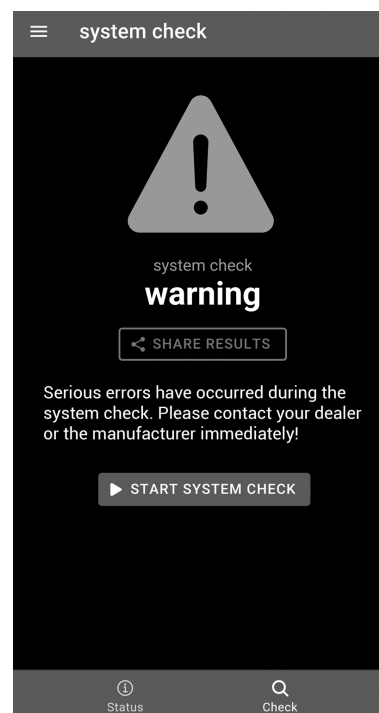 system check
system check
warning
SHARE RESULTS
Serious errors have occurred during the
system check. Please contact your dealer
or the manufacturer immediately!
START SYSTEM CHECK
Status
Check